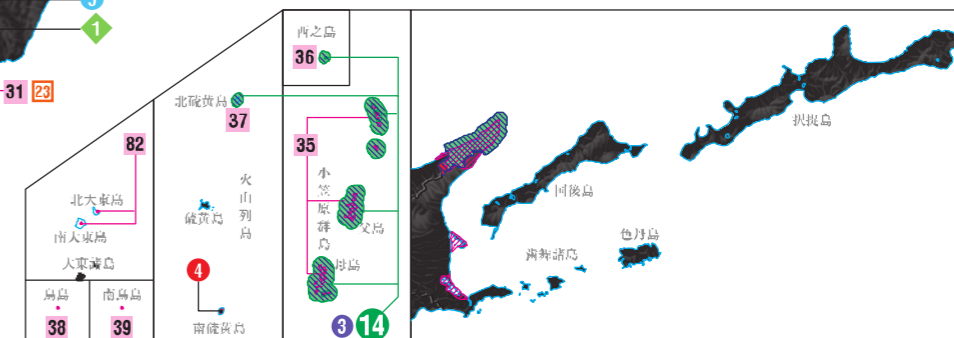 1
31 23
西之島
36
北硫黄島
37
82
35
北大東島
南大東島
大東諸島
硫黄島
火山列島
小笠原群島
父島
母島
4
南硫黄島
鳥島
38
南鳥島
39
3 14
択捉島
国後島
色丹島
歯舞諸島